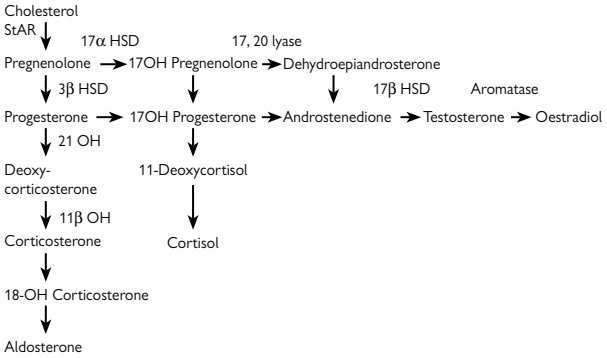 Cholesterol
StAR
17α HSD
17, 20 lyase
Pregnenolone
17OH Pregnenolone
Dehydroepiandrosterone
3β HSD
17β HSD
Aromatase
Progesterone
17OH Progesterone
Androstenedione
Testosterone
Oestradiol
21 OH
Deoxy-
corticosterone
11-Deoxycortisol
11β OH
Corticosterone
Cortisol
18-OH Corticosterone
Aldosterone